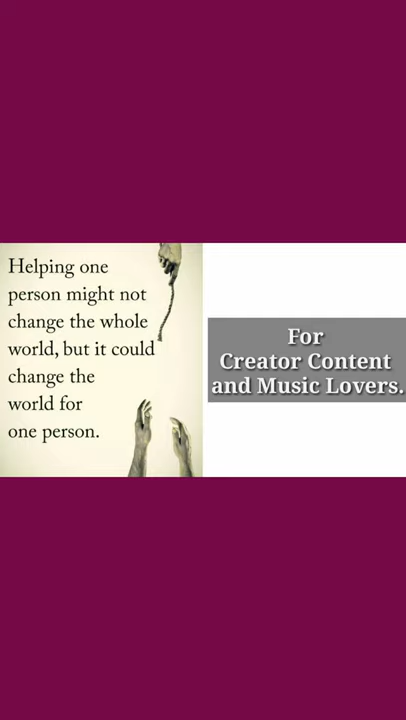 Helping one
person might not
change the whole
world, but it could
change the
world for
one person.
For
Creator Content
and Music Lovers.